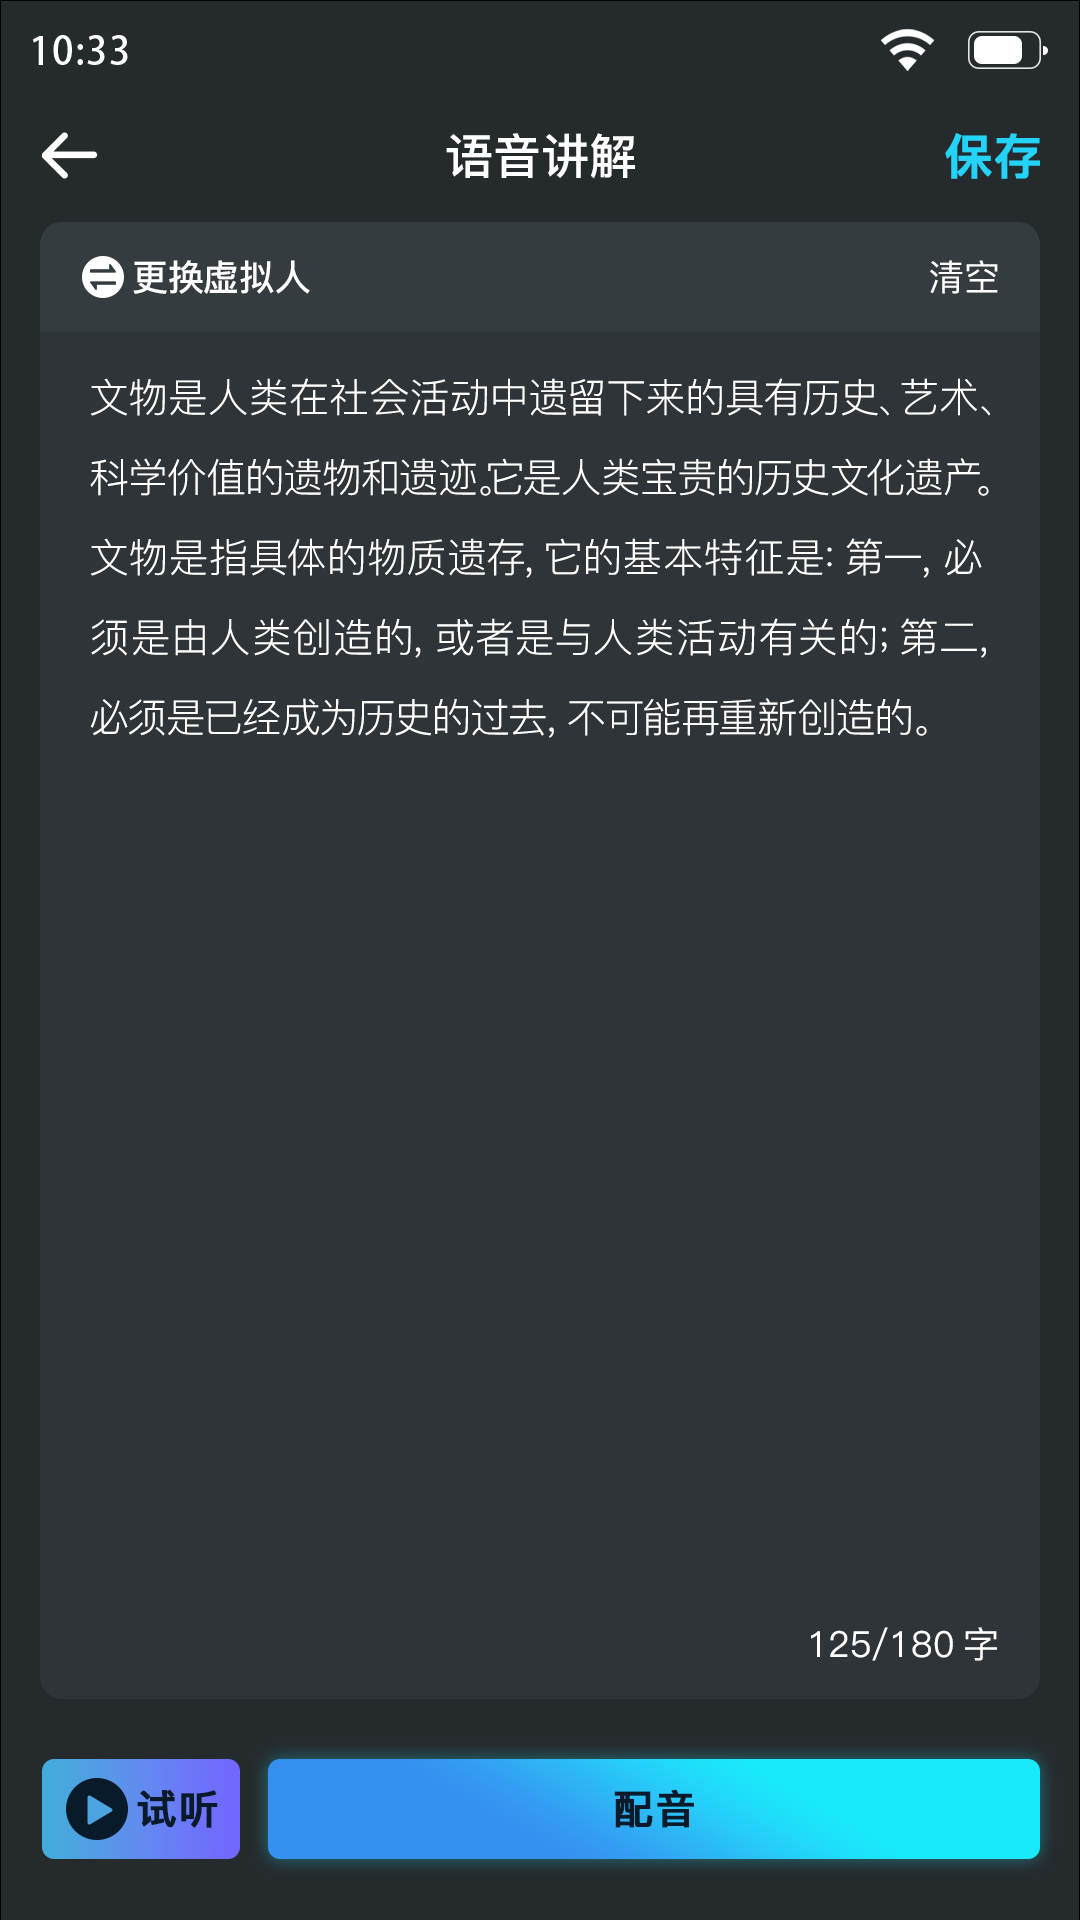 10:33
语音讲解
保存
更换虚拟人
清空
文物是人类在社会活动中遗留下来的具有历史、艺术、
科学价值的遗物和遗迹。它是人类宝贵的历史文化遗产。
文物是指具体的物质遗存, 它的基本特征是: 第一, 必
须是由人类创造的, 或者是与人类活动有关的; 第二,
必须是已经成为历史的过去, 不可能再重新创造的。
125/180 字
试听
配音